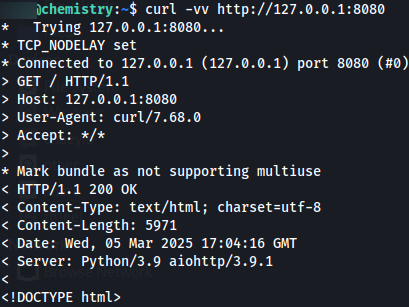 @chemistry:~$ curl -vv http://127.0.0.1:8080
*   Trying 127.0.0.1:8080...
* TCP_NODELAY set
* Connected to 127.0.0.1 (127.0.0.1) port 8080 (#0)
> GET / HTTP/1.1
> Host: 127.0.0.1:8080
> User-Agent: curl/7.68.0
> Accept: */*
>
* Mark bundle as not supporting multiuse
< HTTP/1.1 200 OK
< Content-Type: text/html; charset=utf-8
< Content-Length: 5971
< Date: Wed, 05 Mar 2025 17:04:16 GMT
< Server: Python/3.9 aiohttp/3.9.1
<
<!DOCTYPE html>